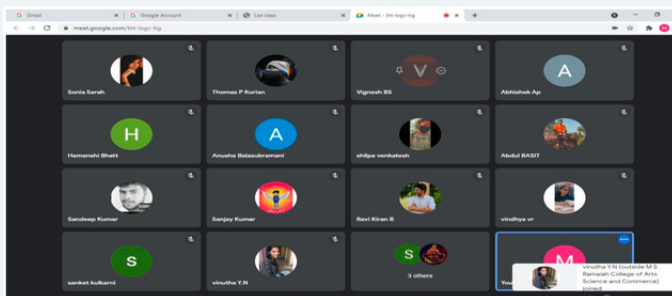 Gmail
Google Account
List class
Meet - tht-togc-tig
meet.google.com/tht-togc-tig
Sonia Sarah
Thomas P Kurian
V
Vignesh BS
A
Abhishek Ap
H
Hemanshi Bhatt
A
Anusha Balasubramani
shilpa venkatesh
Abdul BASIT
Sandeep Kumar
Sanjay Kumar
Ravi Kiran B
vindhya vr
S
sanket kulkarni
vinutha Y.N
S
3 others
M
You
vinutha Y.N (outside M S
Ramaiah College of Arts
Science and Commerce)
joined